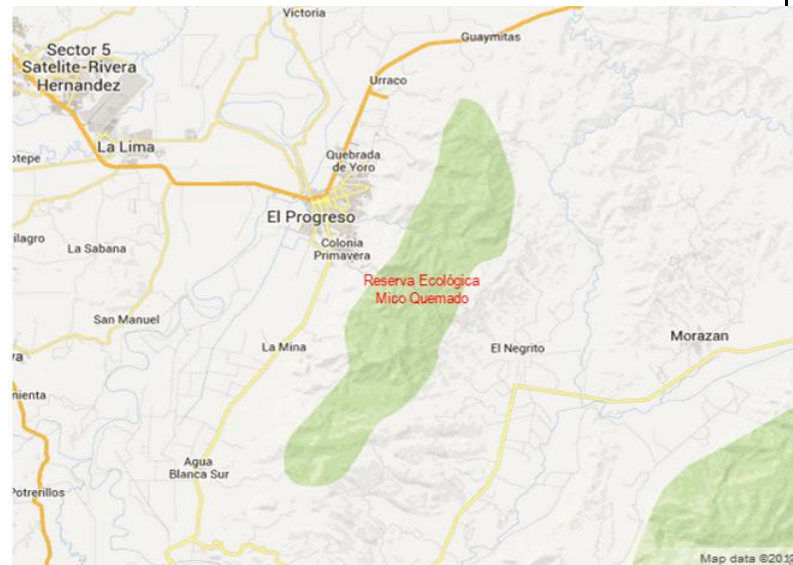 Victoria
Guaymitas
Sector 5
Satelite-Rivera
Hernandez
Urraco
La Lima
Quebrada
de Yoro
otepe
El Progreso
ilagro
La Sabana
Colonia
Primavera
Reserva Ecológica
Mico Quemado
San Manuel
La Mina
El Negrito
Morazan
va
mienta
Agua
Blanca Sur
Potrerillos
Map data ©201